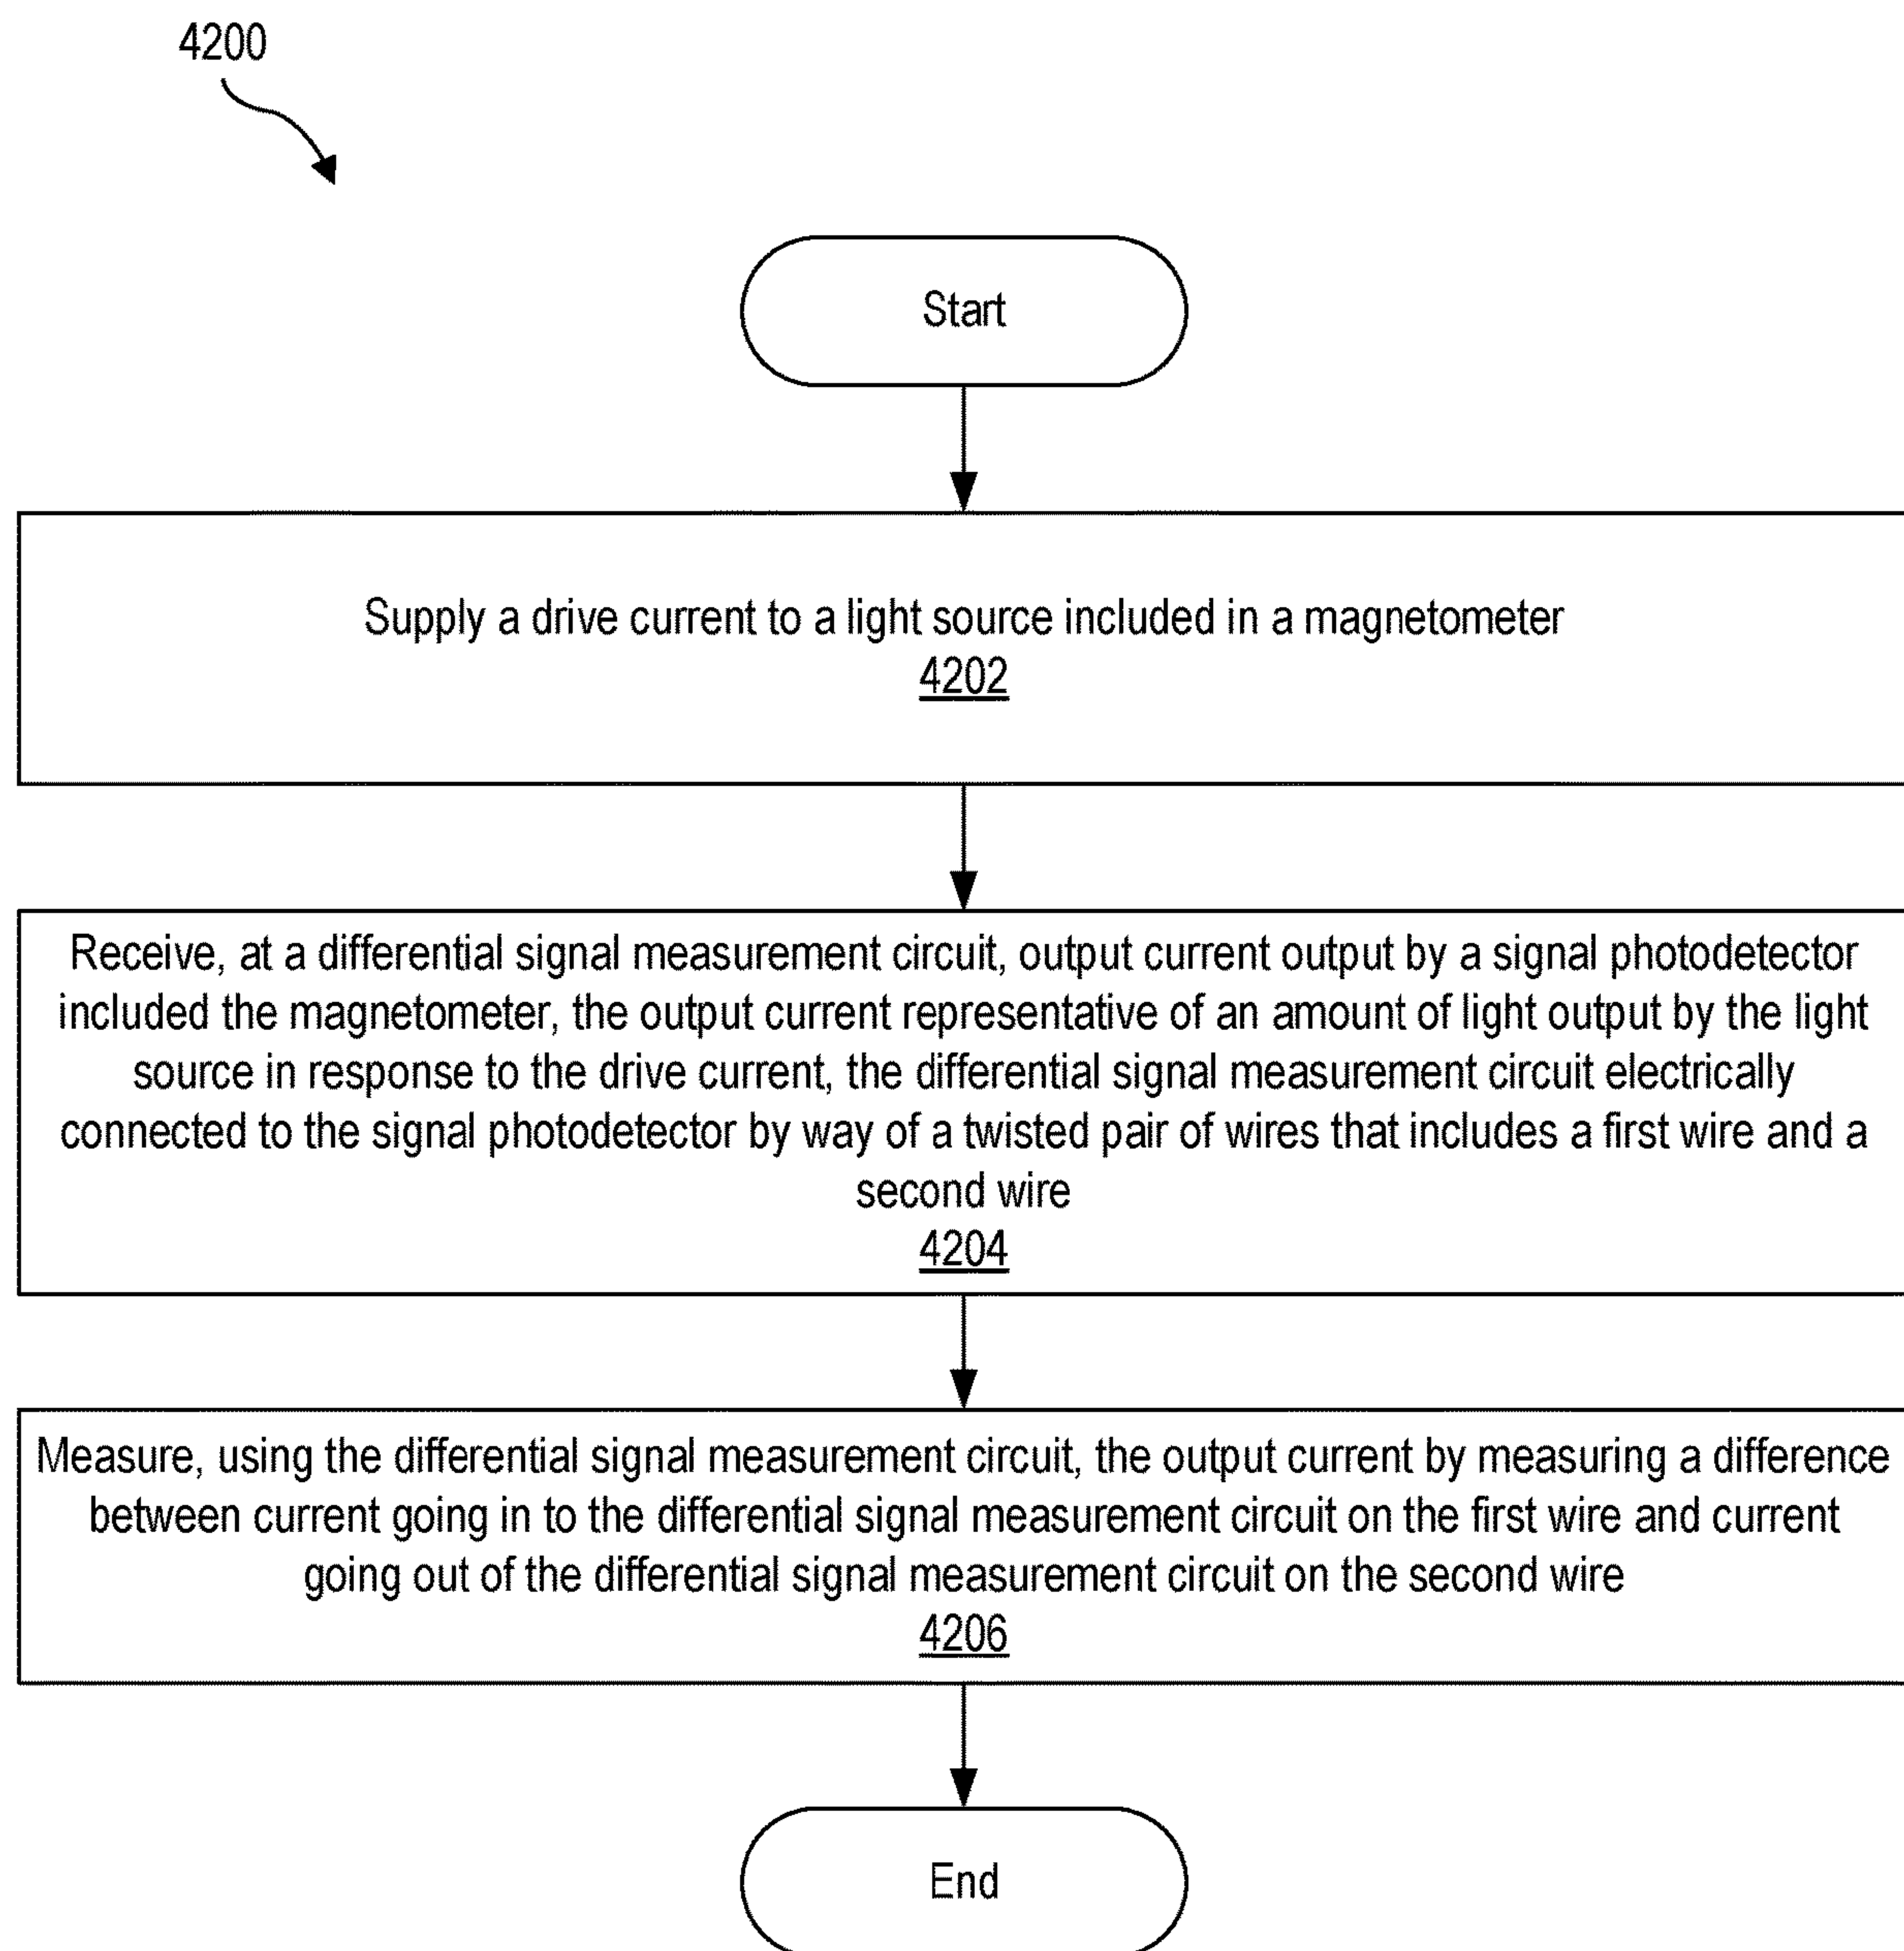 4200
Start
Supply a drive current to a light source included in a magnetometer
4202
Receive, at a differential signal measurement circuit, output current output by a signal photodetector
included the magnetometer, the output current representative of an amount of light output by the light
source in response to the drive current, the differential signal measurement circuit electrically
connected to the signal photodetector by way of a twisted pair of wires that includes a first wire and a
second wire
4204
Measure, using the differential signal measurement circuit, the output current by measuring a difference
between current going in to the differential signal measurement circuit on the first wire and current
going out of the differential signal measurement circuit on the second wire
4206
End